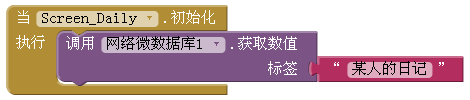 当 Screen_Daily .初始化
执行 调用 网络微数据库1 .获取数值
标签 “ 某人的日记 ”